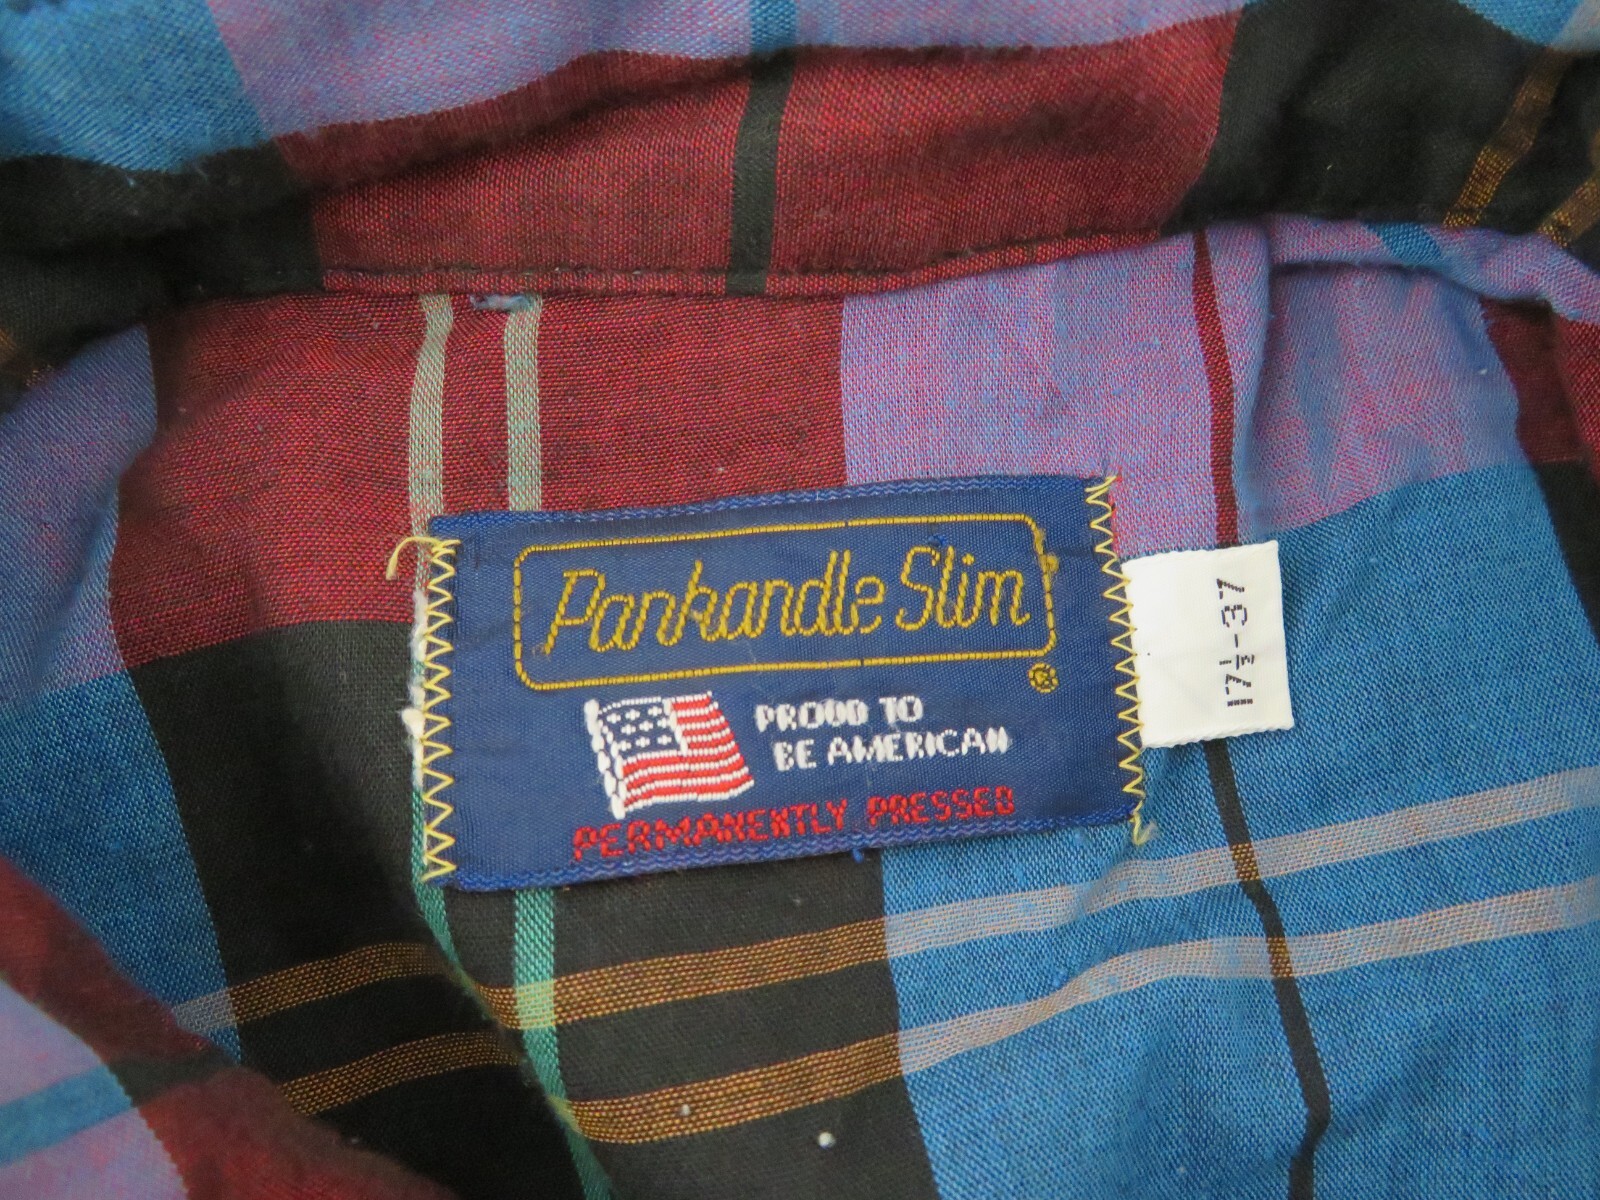 Panhandle Slim
®
PROUD TO
BE AMERICAN
PERMANENTLY PRESSED
17½-37